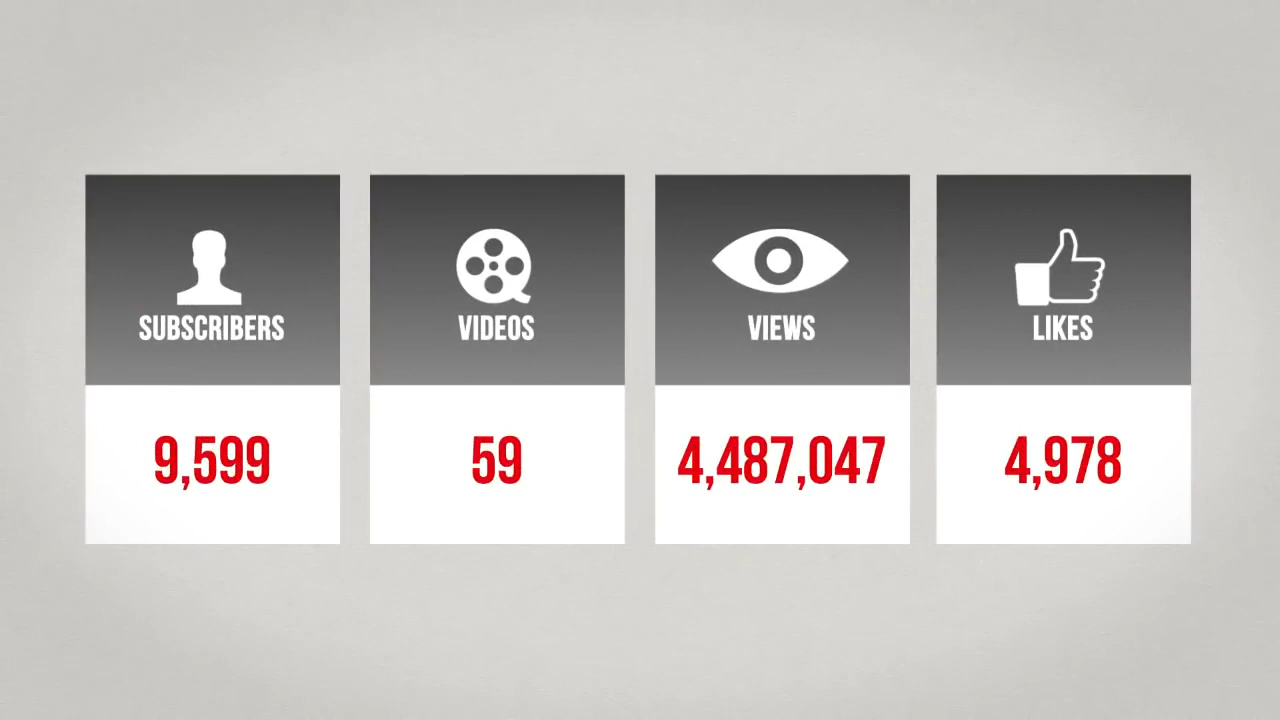 SUBSCRIBERS
9,599
VIDEOS
59
VIEWS
4,487,047
LIKES
4,978